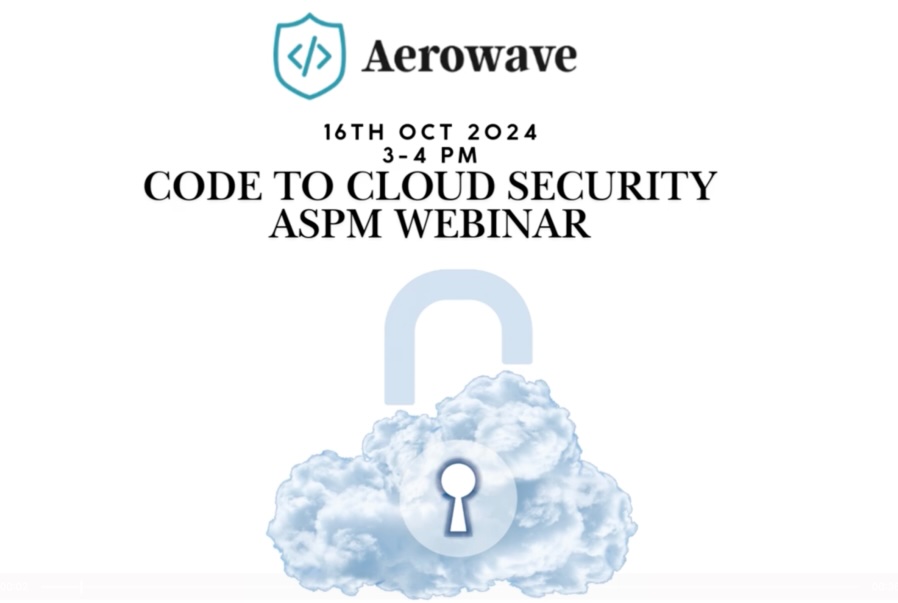 </> Aerowave
16TH OCT 2024
3-4 PM
CODE TO CLOUD SECURITY
ASPM WEBINAR